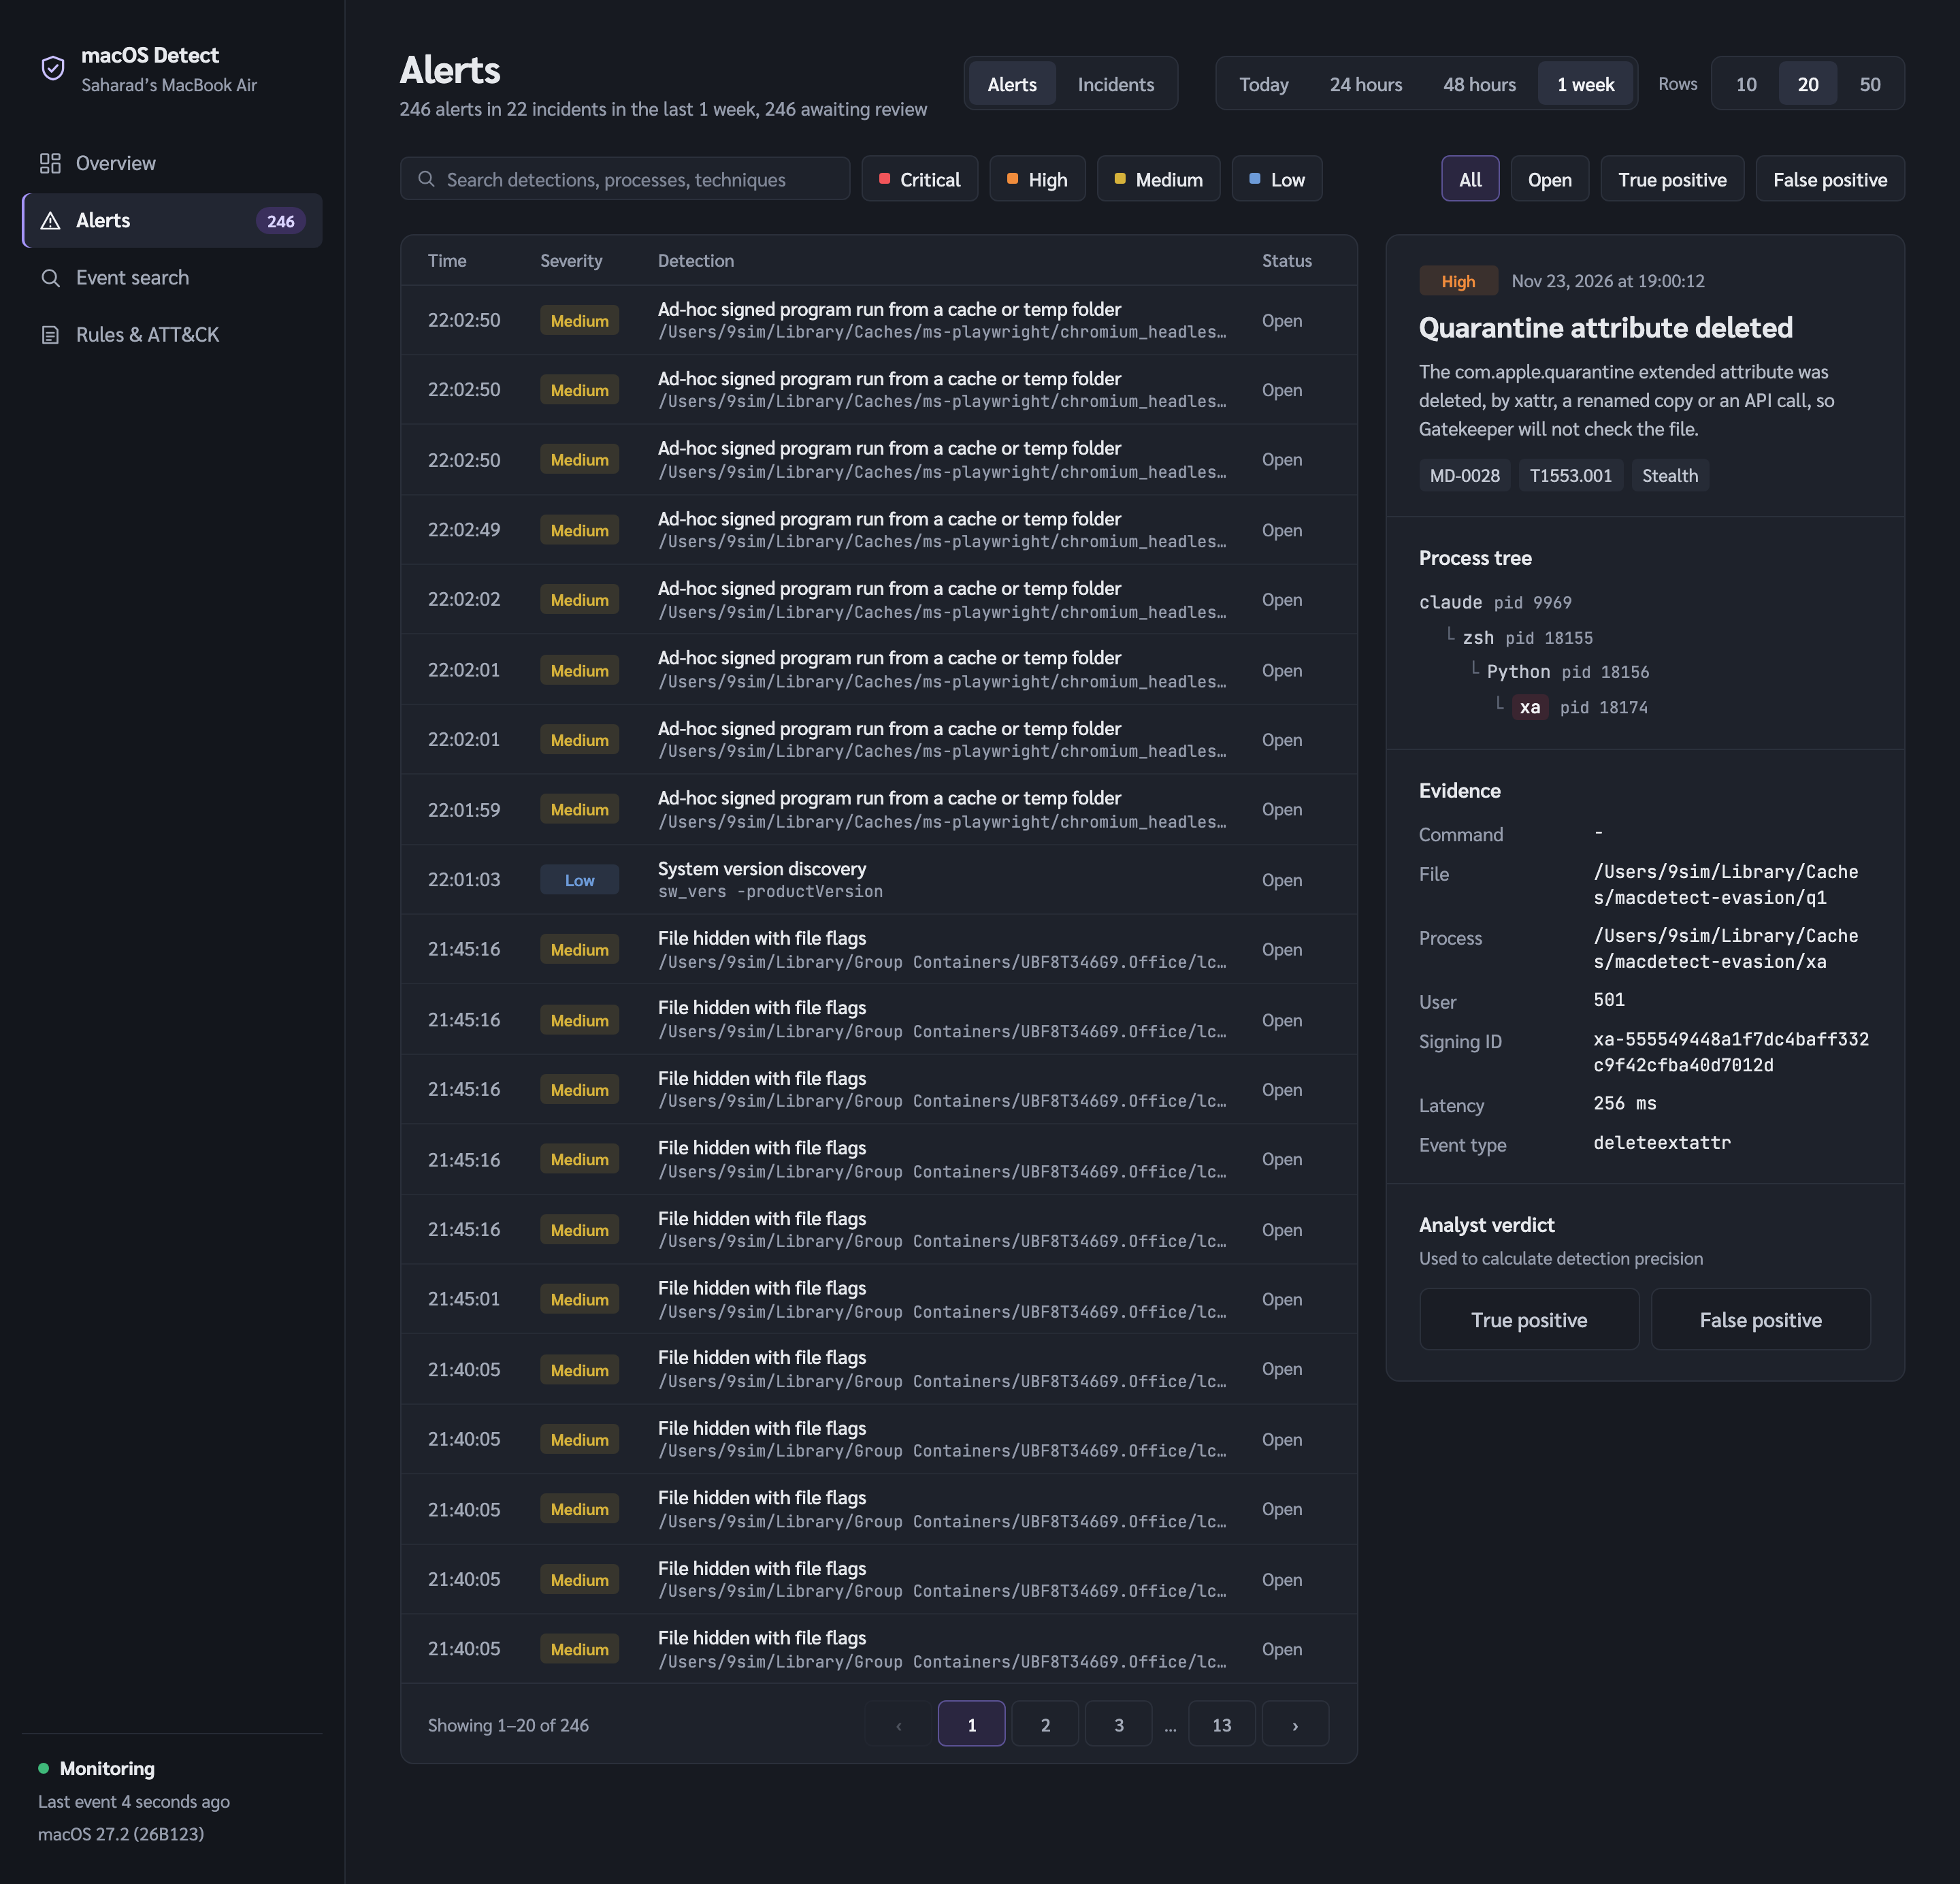 macOS Detect
Saharad’s MacBook Air
Overview
Alerts 246
Event search
Rules & ATT&CK
Monitoring
Last event 4 seconds ago
macOS 27.2 (26B123)
Alerts
246 alerts in 22 incidents in the last 1 week, 246 awaiting review
Alerts Incidents
Today 24 hours 48 hours 1 week
Rows 10 20 50
Search detections, processes, techniques
Critical High Medium Low
All Open True positive False positive
Time Severity Detection Status
22:02:50 Medium Ad-hoc signed program run from a cache or temp folder Open
/Users/9sim/Library/Caches/ms-playwright/chromium_headles…
22:02:50 Medium Ad-hoc signed program run from a cache or temp folder Open
/Users/9sim/Library/Caches/ms-playwright/chromium_headles…
22:02:50 Medium Ad-hoc signed program run from a cache or temp folder Open
/Users/9sim/Library/Caches/ms-playwright/chromium_headles…
22:02:49 Medium Ad-hoc signed program run from a cache or temp folder Open
/Users/9sim/Library/Caches/ms-playwright/chromium_headles…
22:02:02 Medium Ad-hoc signed program run from a cache or temp folder Open
/Users/9sim/Library/Caches/ms-playwright/chromium_headles…
22:02:01 Medium Ad-hoc signed program run from a cache or temp folder Open
/Users/9sim/Library/Caches/ms-playwright/chromium_headles…
22:02:01 Medium Ad-hoc signed program run from a cache or temp folder Open
/Users/9sim/Library/Caches/ms-playwright/chromium_headles…
22:01:59 Medium Ad-hoc signed program run from a cache or temp folder Open
/Users/9sim/Library/Caches/ms-playwright/chromium_headles…
22:01:03 Low System version discovery Open
sw_vers -productVersion
21:45:16 Medium File hidden with file flags Open
/Users/9sim/Library/Group Containers/UBF8T346G9.Office/lc…
21:45:16 Medium File hidden with file flags Open
/Users/9sim/Library/Group Containers/UBF8T346G9.Office/lc…
21:45:16 Medium File hidden with file flags Open
/Users/9sim/Library/Group Containers/UBF8T346G9.Office/lc…
21:45:16 Medium File hidden with file flags Open
/Users/9sim/Library/Group Containers/UBF8T346G9.Office/lc…
21:45:16 Medium File hidden with file flags Open
/Users/9sim/Library/Group Containers/UBF8T346G9.Office/lc…
21:45:01 Medium File hidden with file flags Open
/Users/9sim/Library/Group Containers/UBF8T346G9.Office/lc…
21:40:05 Medium File hidden with file flags Open
/Users/9sim/Library/Group Containers/UBF8T346G9.Office/lc…
21:40:05 Medium File hidden with file flags Open
/Users/9sim/Library/Group Containers/UBF8T346G9.Office/lc…
21:40:05 Medium File hidden with file flags Open
/Users/9sim/Library/Group Containers/UBF8T346G9.Office/lc…
21:40:05 Medium File hidden with file flags Open
/Users/9sim/Library/Group Containers/UBF8T346G9.Office/lc…
21:40:05 Medium File hidden with file flags Open
/Users/9sim/Library/Group Containers/UBF8T346G9.Office/lc…
Showing 1–20 of 246 ‹ 1 2 3 … 13 ›
High Nov 23, 2026 at 19:00:12
Quarantine attribute deleted
The com.apple.quarantine extended attribute was
deleted, by xattr, a renamed copy or an API call, so
Gatekeeper will not check the file.
MD-0028 T1553.001 Stealth
Process tree
claude pid 9969
└ zsh pid 18155
└ Python pid 18156
└ xa pid 18174
Evidence
Command -
File /Users/9sim/Library/Cache
s/macdetect-evasion/q1
Process /Users/9sim/Library/Cache
s/macdetect-evasion/xa
User 501
Signing ID xa-555549448a1f7dc4baff332
c9f42cfba40d7012d
Latency 256 ms
Event type deleteextattr
Analyst verdict
Used to calculate detection precision
True positive False positive